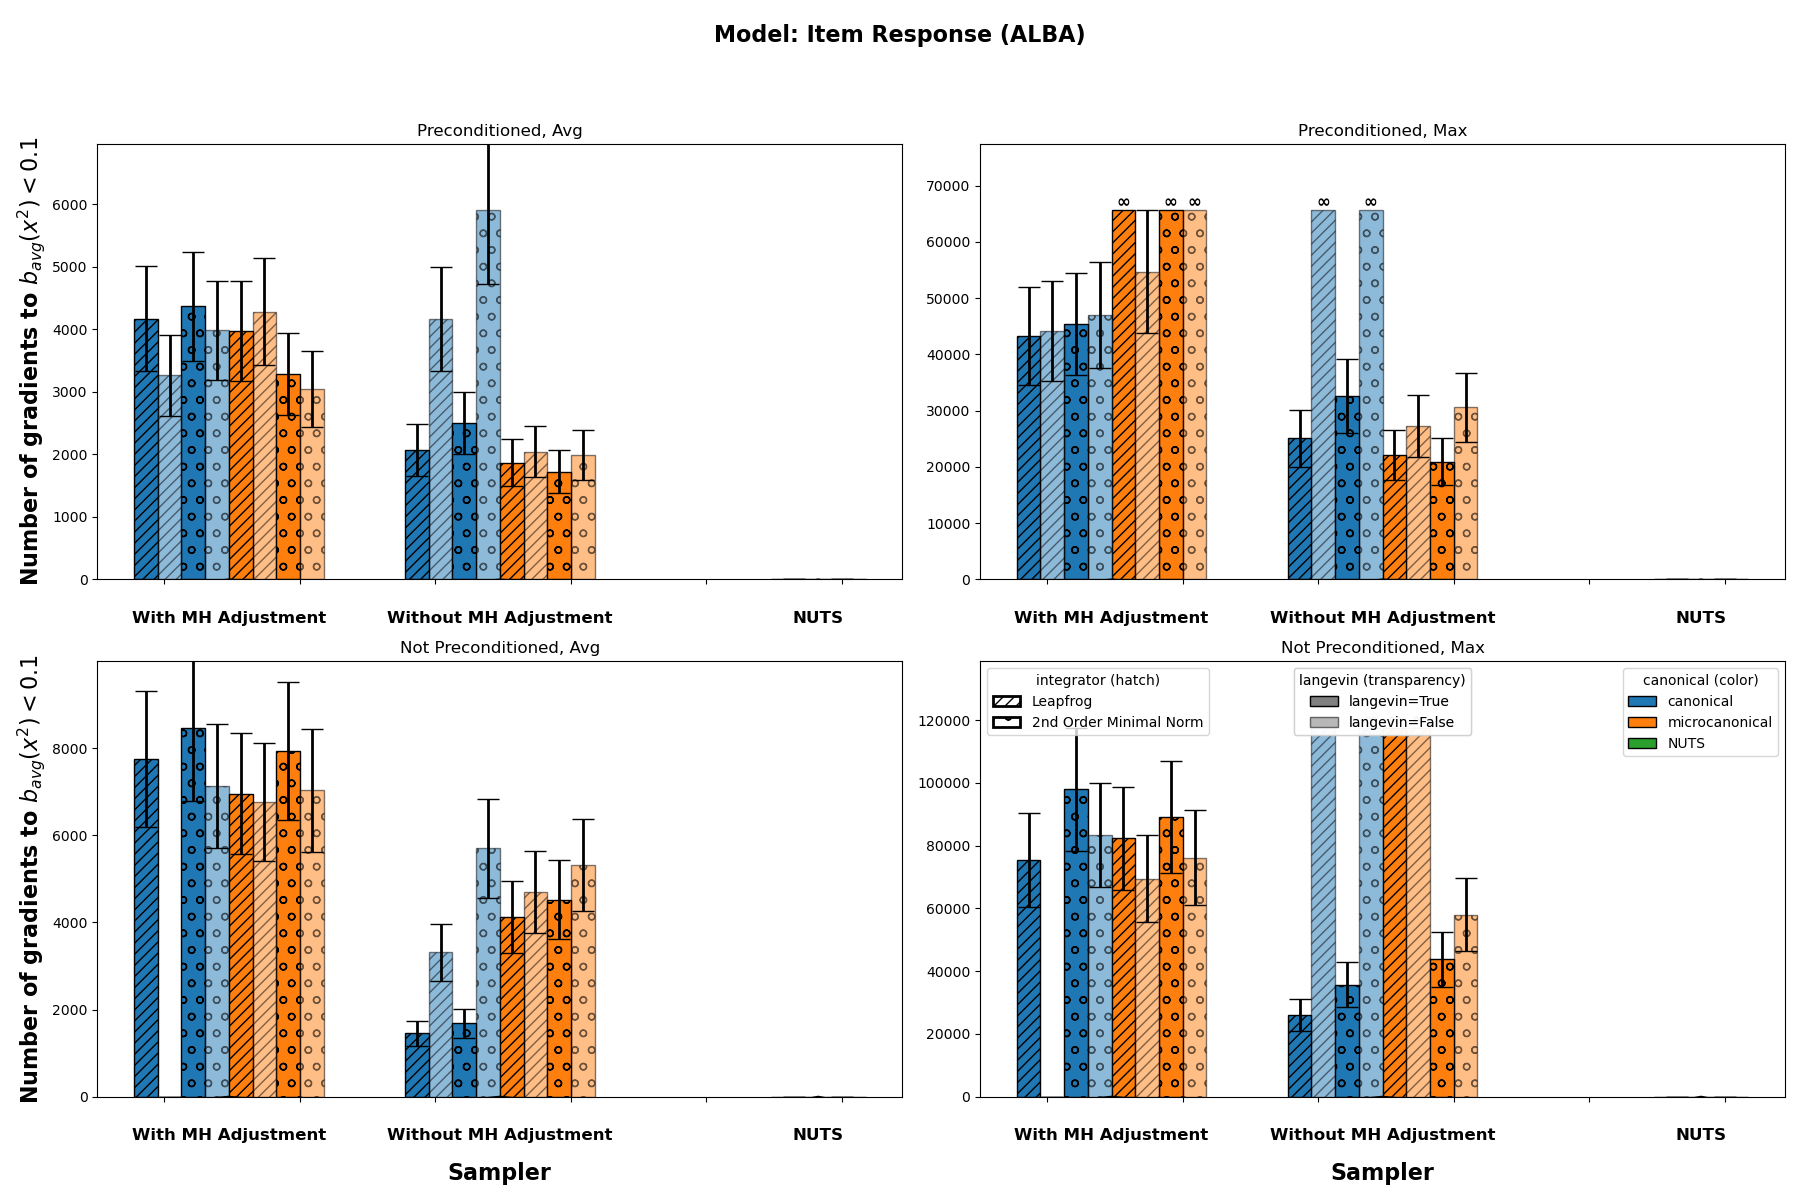 Model: Item Response (ALBA)
Preconditioned, Avg
Number of gradients to b_avg(x²) < 0.1
6000
5000
4000
3000
2000
1000
0
With MH Adjustment
Without MH Adjustment
NUTS
Preconditioned, Max
70000
60000
50000
40000
30000
20000
10000
0
∞ ∞ ∞ ∞ ∞
With MH Adjustment
Without MH Adjustment
NUTS
Not Preconditioned, Avg
Number of gradients to b_avg(x²) < 0.1
8000
6000
4000
2000
0
With MH Adjustment
Without MH Adjustment
NUTS
Sampler
Not Preconditioned, Max
120000
100000
80000
60000
40000
20000
0
integrator (hatch)
Leapfrog
2nd Order Minimal Norm
langevin (transparency)
langevin=True
langevin=False
canonical (color)
canonical
microcanonical
NUTS
With MH Adjustment
Without MH Adjustment
NUTS
Sampler